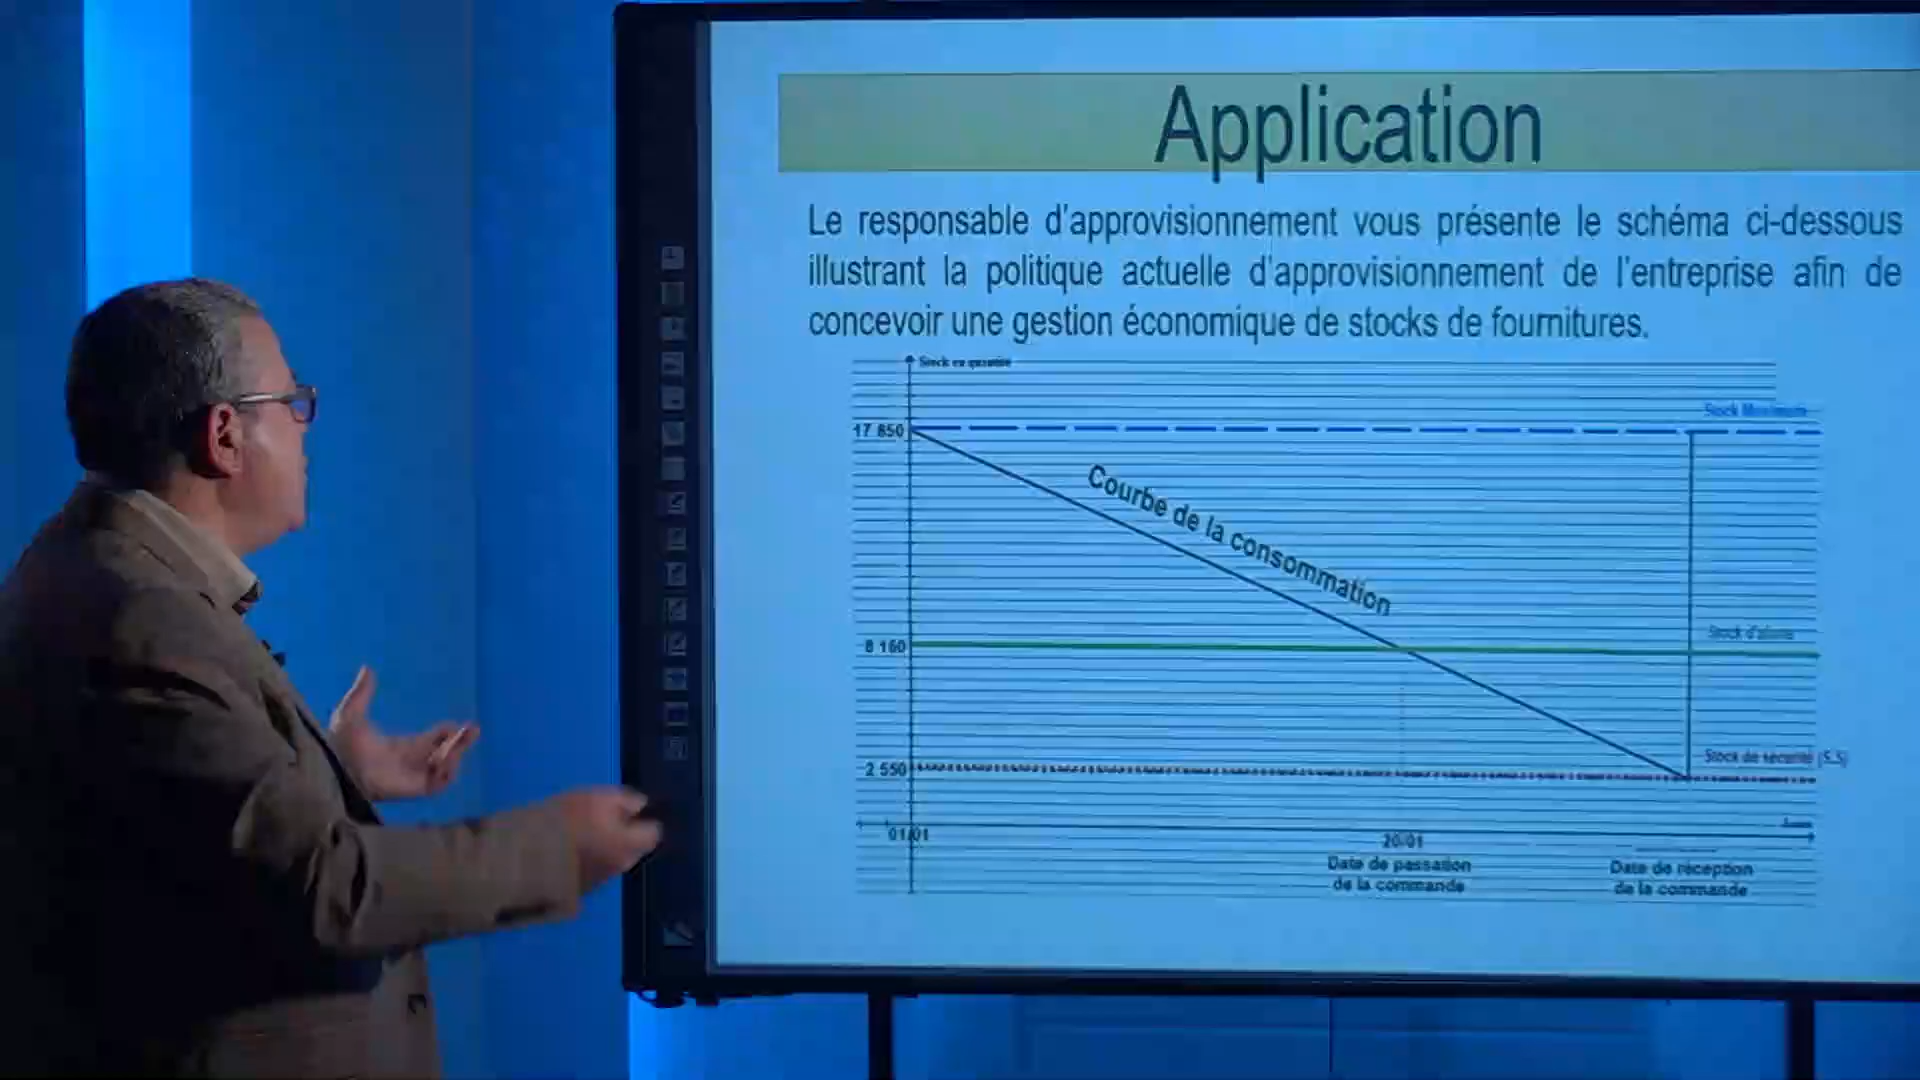 Application
Le responsable d'approvisionnement vous présente le schéma ci-dessous
illustrant la politique actuelle d'approvisionnement de l'entreprise afin de
concevoir une gestion économique de stocks de fournitures.
Stock en quantité
Stock Maximum
17 850
Courbe de la consommation
Stock d'alerte
8 160
Stock de sécurité (S.S)
2 550
01/01
20/01
Date de passation
de la commande
Date de réception
de la commande